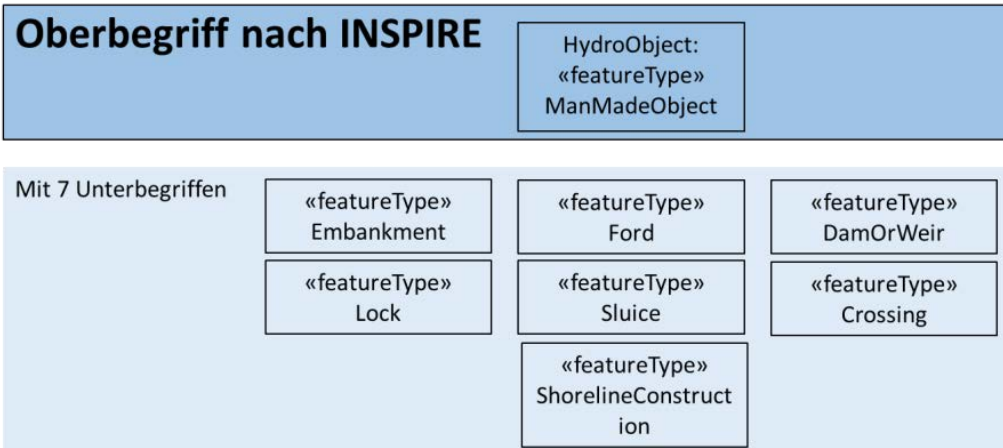 Oberbegriff nach INSPIRE
HydroObject:
«featureType»
ManMadeObject
Mit 7 Unterbegriffen
«featureType»
Embankment
«featureType»
Ford
«featureType»
DamOrWeir
«featureType»
Lock
«featureType»
Sluice
«featureType»
Crossing
«featureType»
ShorelineConstruct
ion